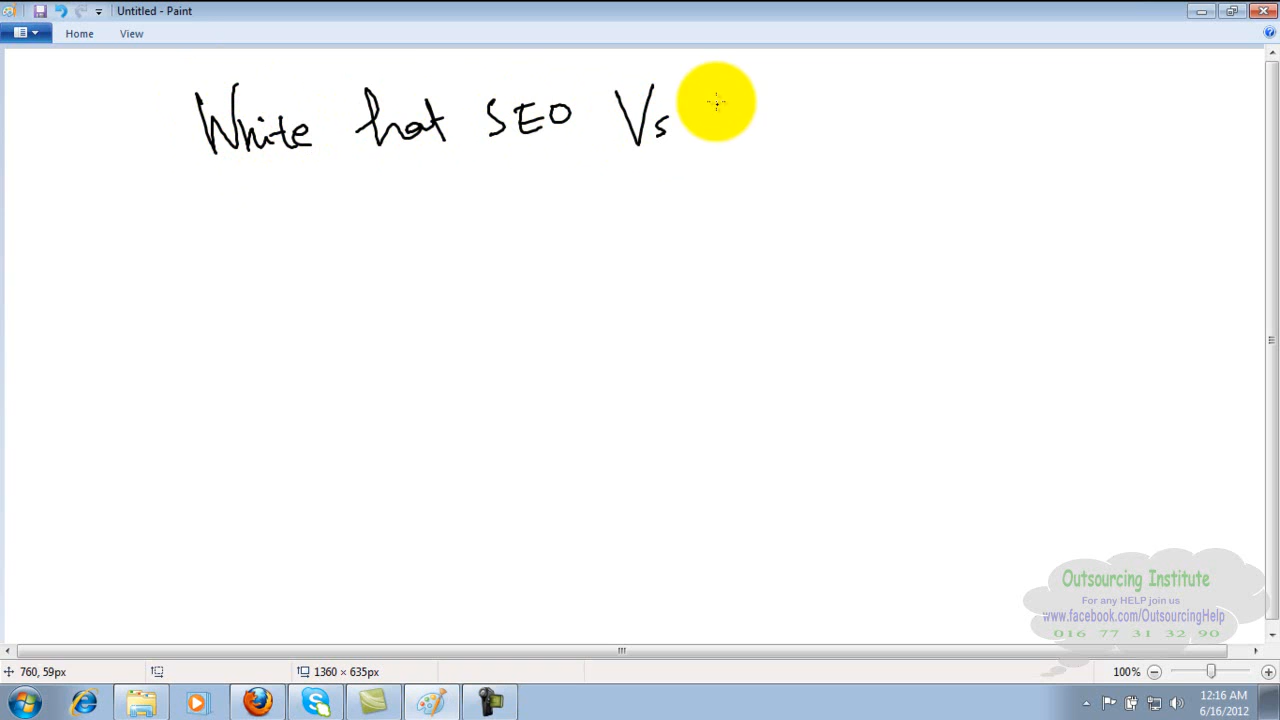 Untitled - Paint
Home View
White hat SEO Vs
Outsourcing Institute
For any HELP join us
www.facebook.com/OutsourcingHelp
016 77 31 32 90
760, 59px 1360 × 635px 100%
12:16 AM
6/16/2012